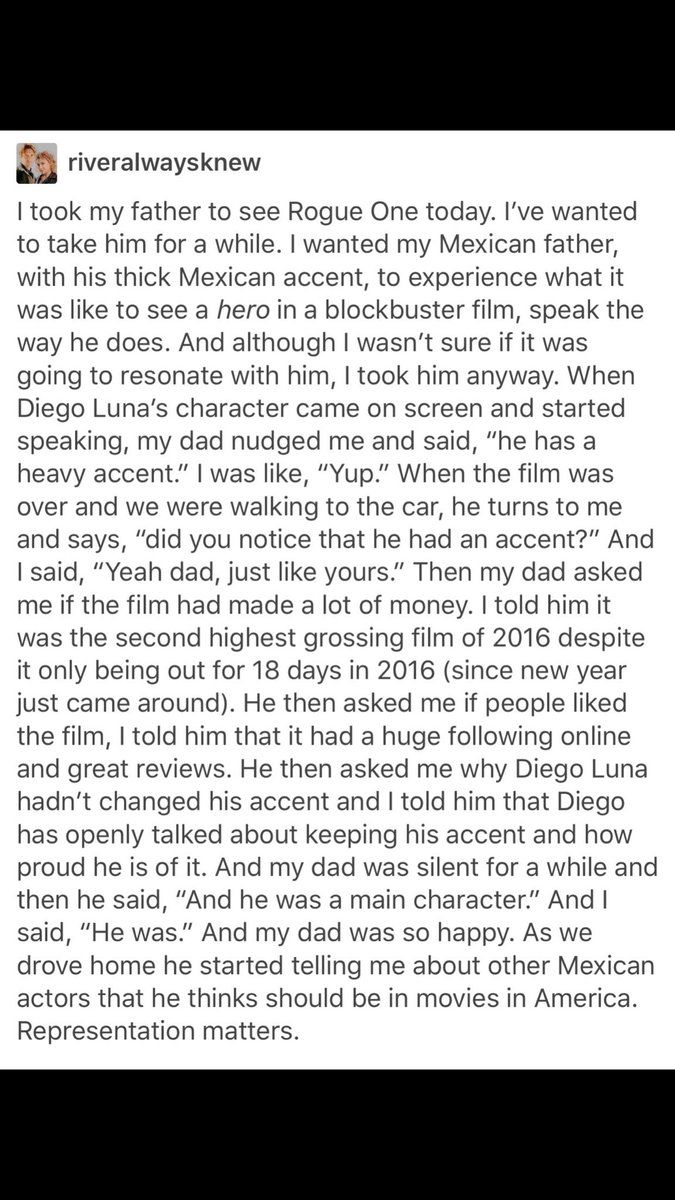 riveralwaysknew
I took my father to see Rogue One today. I’ve wanted
to take him for a while. I wanted my Mexican father,
with his thick Mexican accent, to experience what it
was like to see a hero in a blockbuster film, speak the
way he does. And although I wasn’t sure if it was
going to resonate with him, I took him anyway. When
Diego Luna’s character came on screen and started
speaking, my dad nudged me and said, “he has a
heavy accent.” I was like, “Yup.” When the film was
over and we were walking to the car, he turns to me
and says, “did you notice that he had an accent?” And
I said, “Yeah dad, just like yours.” Then my dad asked
me if the film had made a lot of money. I told him it
was the second highest grossing film of 2016 despite
it only being out for 18 days in 2016 (since new year
just came around). He then asked me if people liked
the film, I told him that it had a huge following online
and great reviews. He then asked me why Diego Luna
hadn’t changed his accent and I told him that Diego
has openly talked about keeping his accent and how
proud he is of it. And my dad was silent for a while and
then he said, “And he was a main character.” And I
said, “He was.” And my dad was so happy. As we
drove home he started telling me about other Mexican
actors that he thinks should be in movies in America.
Representation matters.